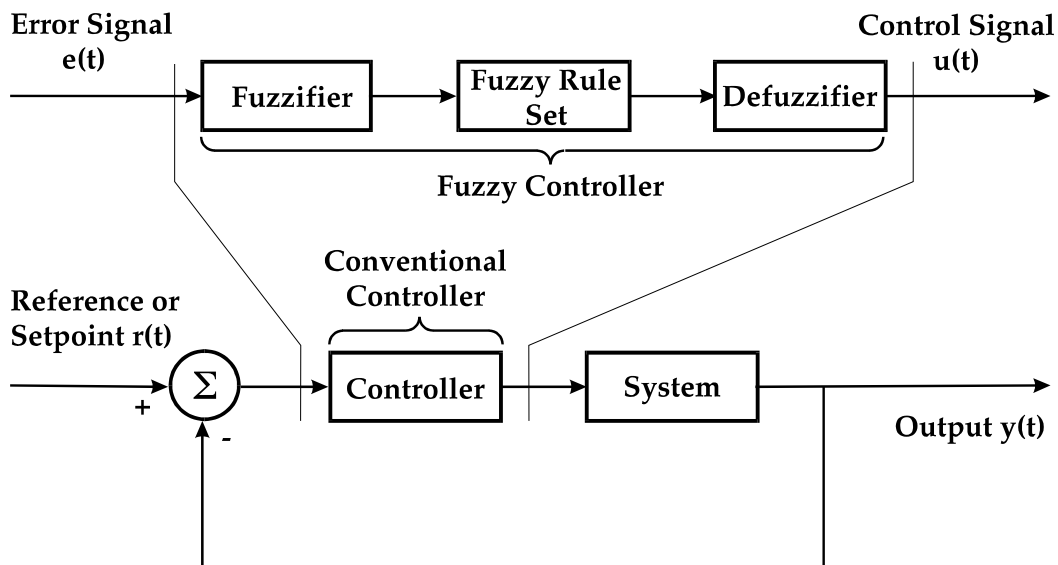 Error Signal
e(t)
Control Signal
u(t)
Fuzzifier
Fuzzy Rule
Set
Defuzzifier
Fuzzy Controller
Conventional
Controller
Reference or
Setpoint r(t)
+
Σ
-
Controller
System
Output y(t)